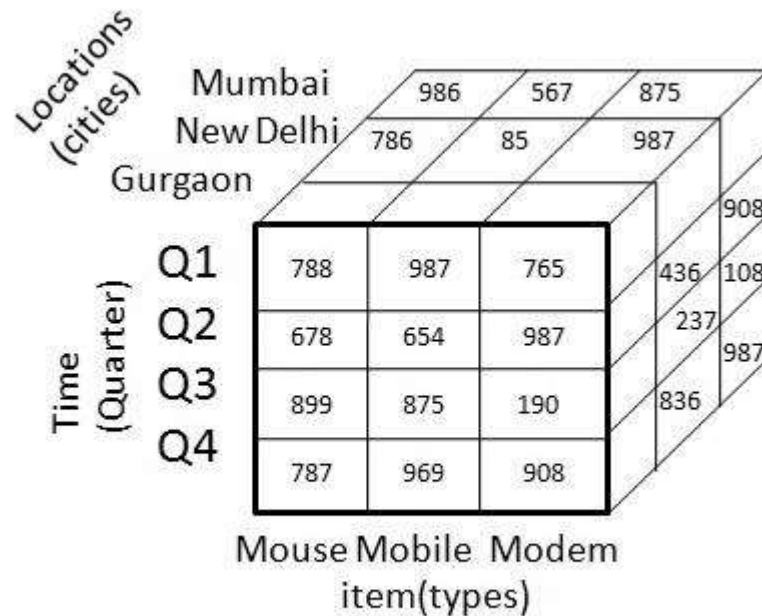 Locations
(cities)
Mumbai
New Delhi
Gurgaon
986 567 875
786 85 987
Time
(Quarter)
Q1 788 987 765
Q2 678 654 987
Q3 899 875 190
Q4 787 969 908
908
436 108
237
987
836
Mouse Mobile Modem
item(types)